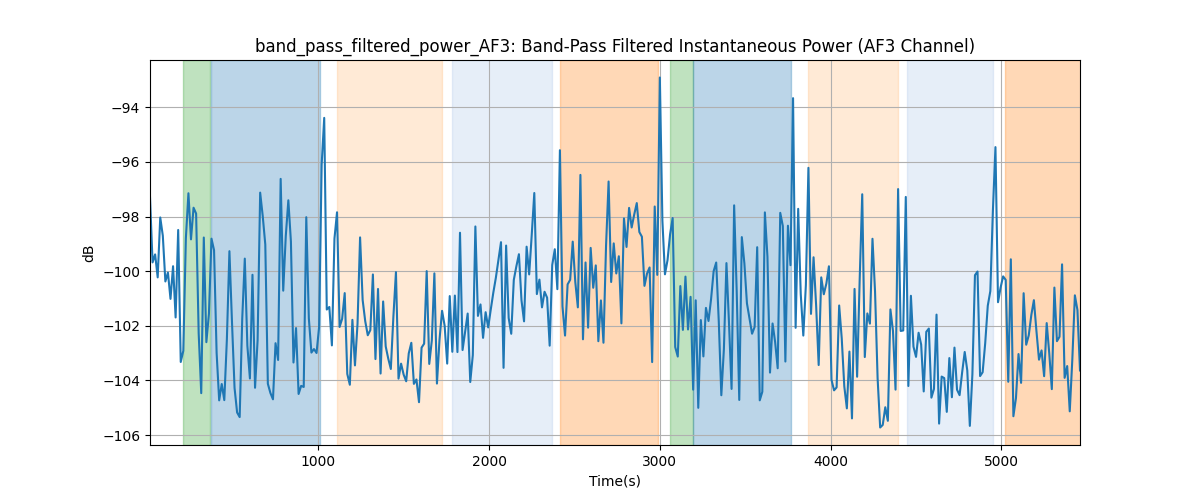 band_pass_filtered_power_AF3: Band-Pass Filtered Instantaneous Power (AF3 Channel)
dB
−94
−96
−98
−100
−102
−104
−106
1000 2000 3000 4000 5000
Time(s)